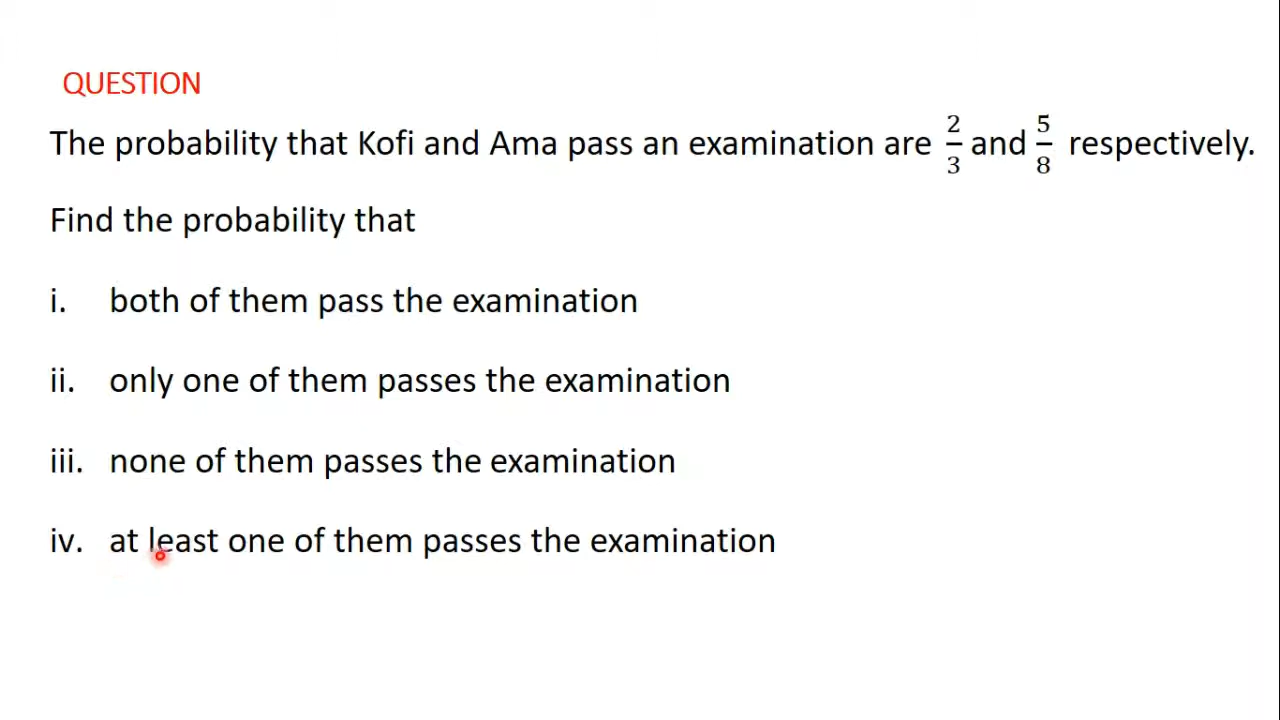 QUESTION
The probability that Kofi and Ama pass an examination are 2/3 and 5/8 respectively.
Find the probability that
i. both of them pass the examination
ii. only one of them passes the examination
iii. none of them passes the examination
iv. at least one of them passes the examination